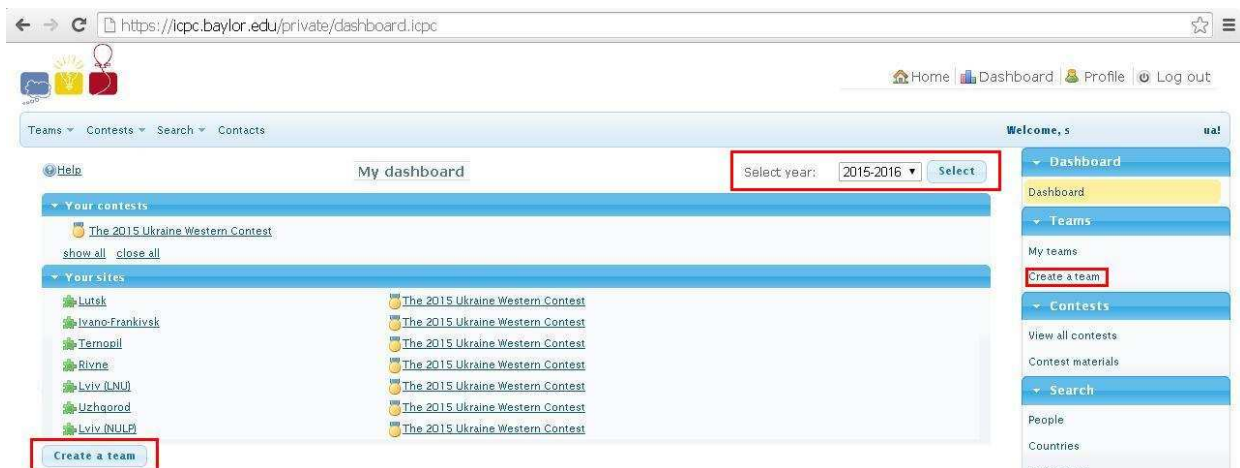 https://icpc.baylor.edu/private/dashboard.icpc
Home Dashboard Profile Log out
Teams Contests Search Contacts
Welcome, s ua!
Help
My dashboard
Select year: 2015-2016 Select
Your contests
The 2015 Ukraine Western Contest
show all close all
Your sites
Lutsk The 2015 Ukraine Western Contest
Ivano-Frankivsk The 2015 Ukraine Western Contest
Ternopil The 2015 Ukraine Western Contest
Rivne The 2015 Ukraine Western Contest
Lviv (LNU) The 2015 Ukraine Western Contest
Uzhgorod The 2015 Ukraine Western Contest
Lviv (NULP) The 2015 Ukraine Western Contest
Create a team
Dashboard
Dashboard
Teams
My teams
Create a team
Contests
View all contests
Contest materials
Search
People
Countries